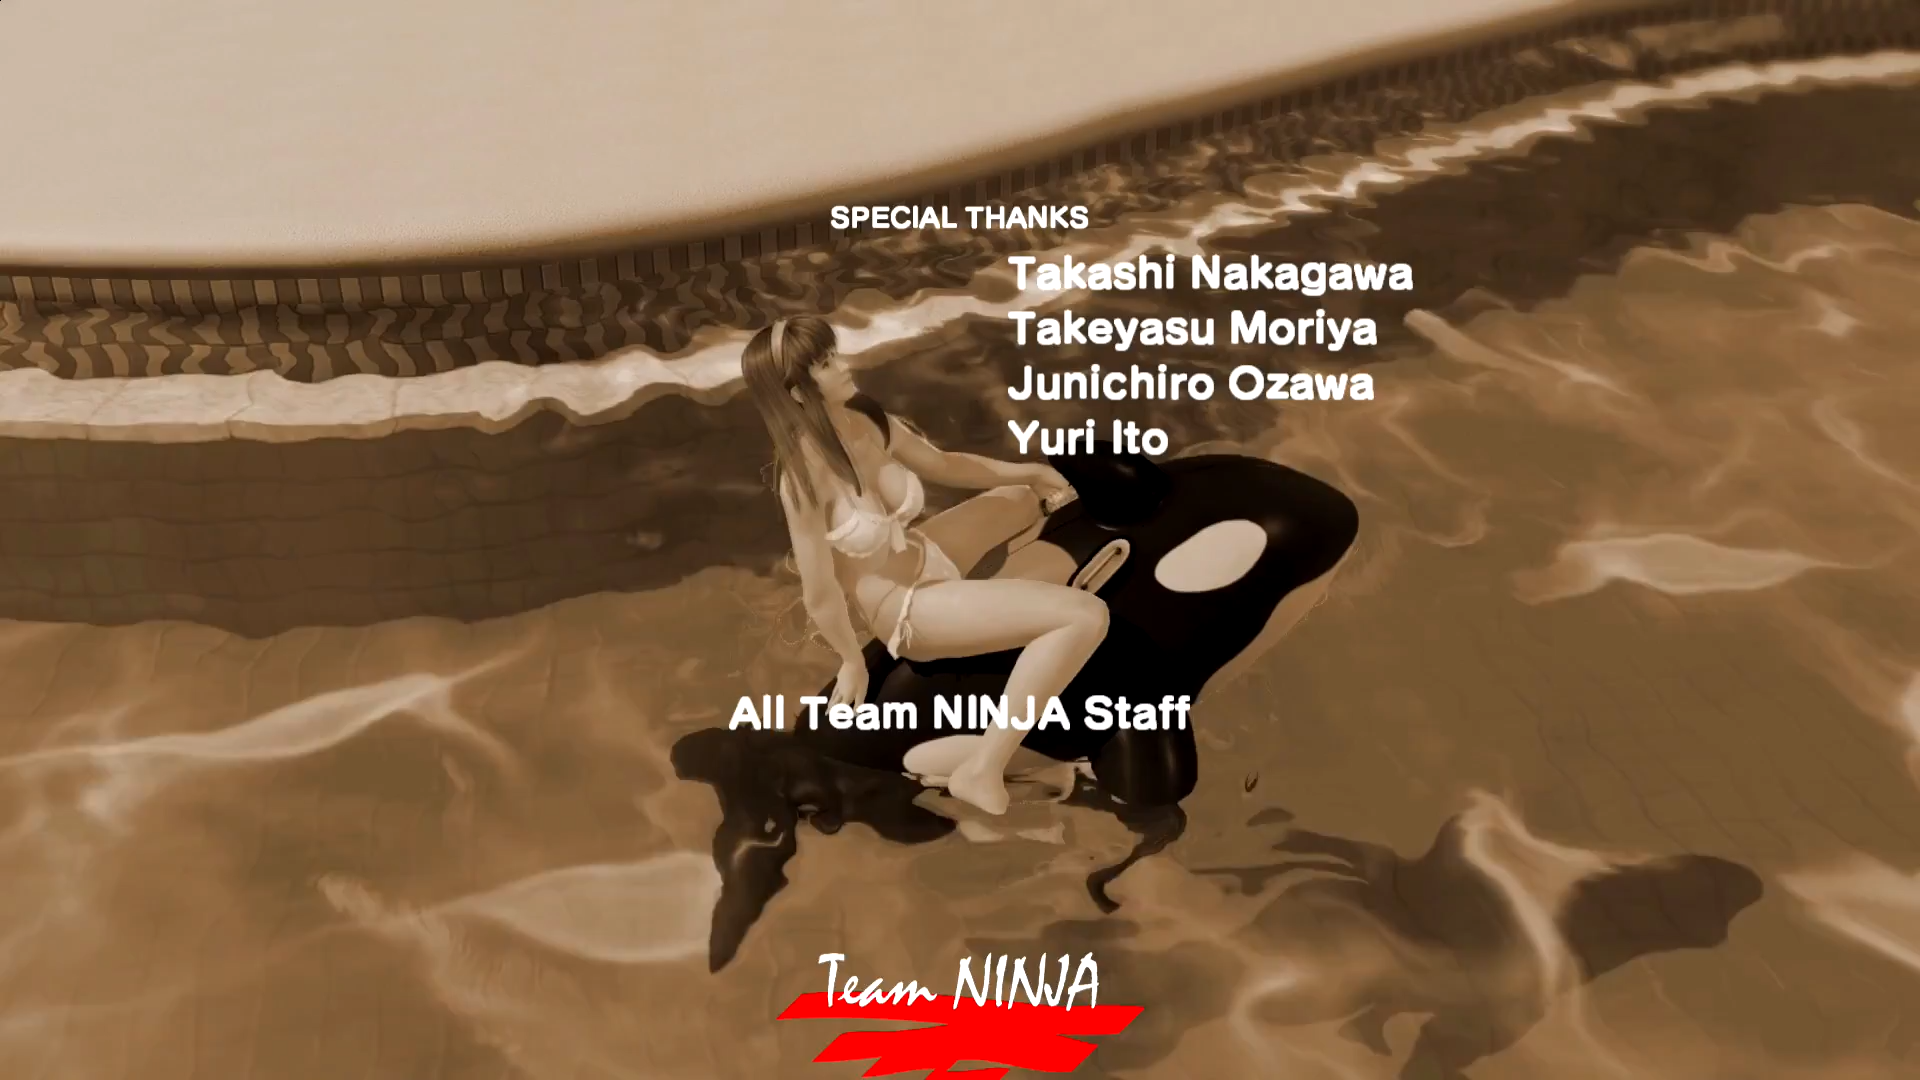 SPECIAL THANKS
Takashi Nakagawa
Takeyasu Moriya
Junichiro Ozawa
Yuri Ito
All Team NINJA Staff
Team NINJA